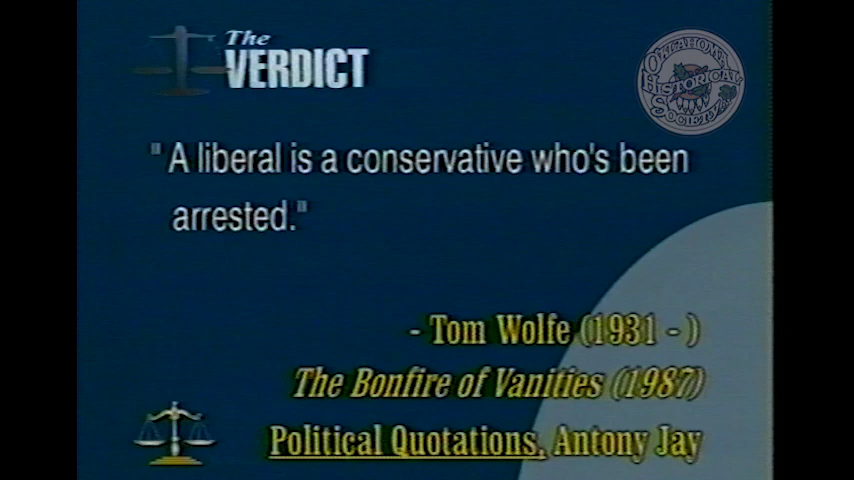 The
VERDICT
OKLAHOMA
HISTORICAL
SOCIETY
" A liberal is a conservative who's been
arrested."
- Tom Wolfe (1931 - )
The Bonfire of Vanities (1987)
Political Quotations, Antony Jay